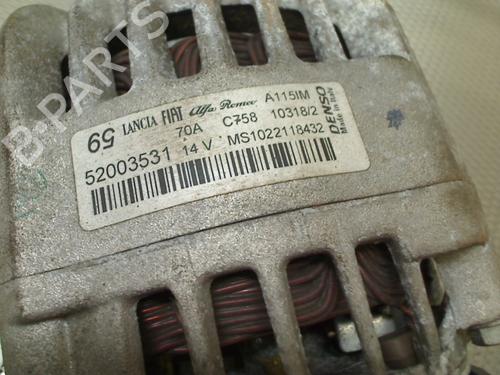 B-PARTS
59 LANCIA FIAT Alfa Romeo A115IM
70A C758 10318/2
52003531 14 V MS1022118432
DENSO
Made in Italy